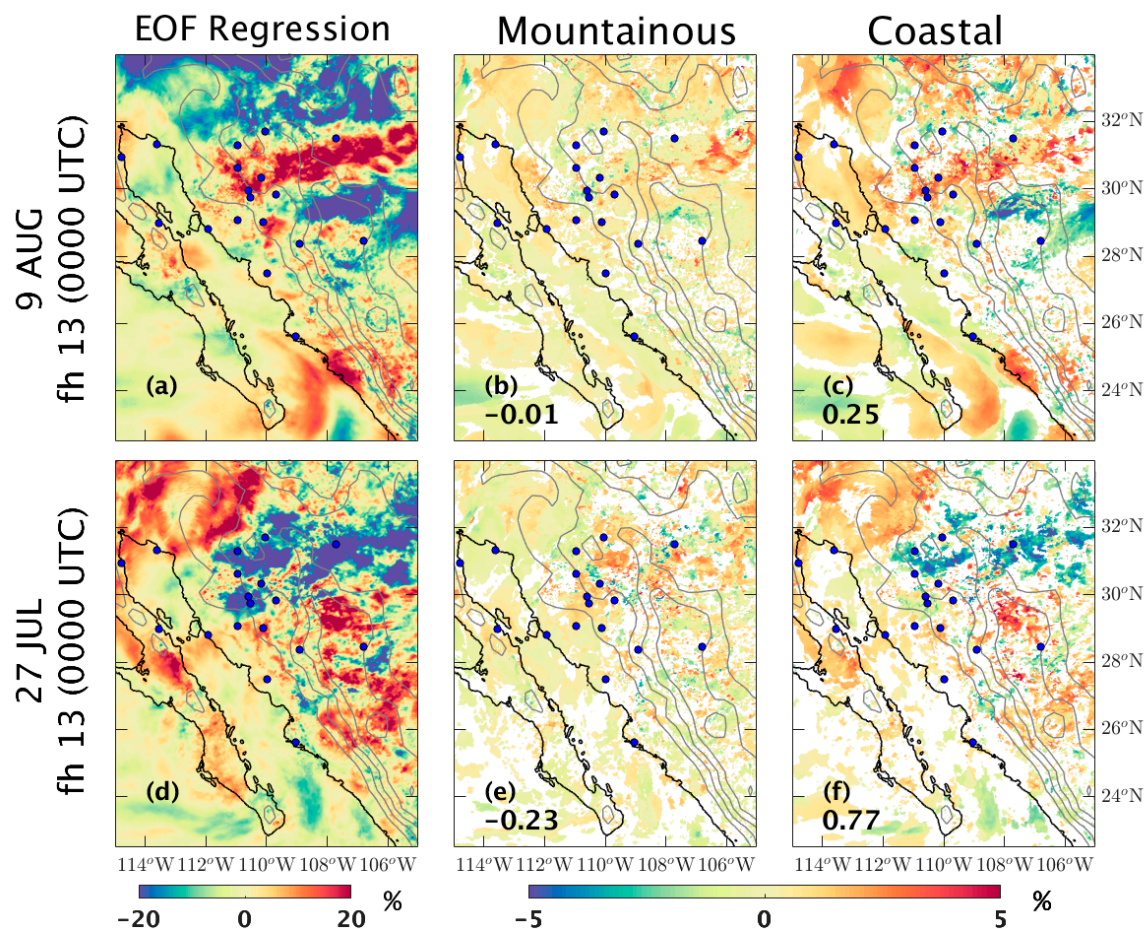 EOF Regression Mountainous Coastal
9 AUG
fh 13 (0000 UTC)
(a)
(b)
−0.01
(c)
0.25
32°N
30°N
28°N
26°N
24°N
27 JUL
fh 13 (0000 UTC)
(d)
(e)
−0.23
(f)
0.77
32°N
30°N
28°N
26°N
24°N
114°W 112°W 110°W 108°W 106°W
114°W 112°W 110°W 108°W 106°W
114°W 112°W 110°W 108°W 106°W
−20 0 20 %
−5 0 5 %